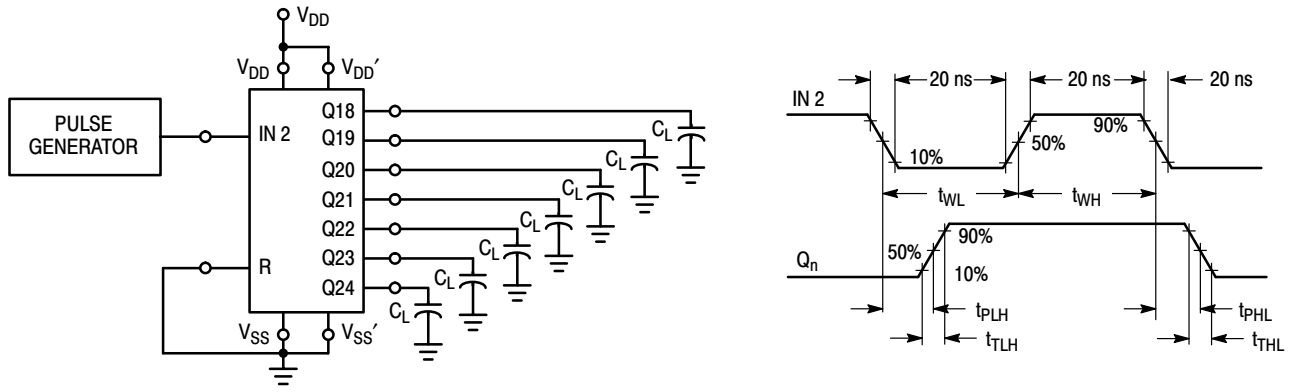 V_DD
V_DD V_DD′
PULSE
GENERATOR
IN 2
R
Q18
Q19
Q20
Q21
Q22
Q23
Q24
C_L
C_L
C_L
C_L
C_L
C_L
C_L
V_SS V_SS′
20 ns 20 ns 20 ns
IN 2
90%
50%
10%
t_WL t_WH
Q_n
50% 90%
10%
t_PLH t_PHL
t_TLH t_THL